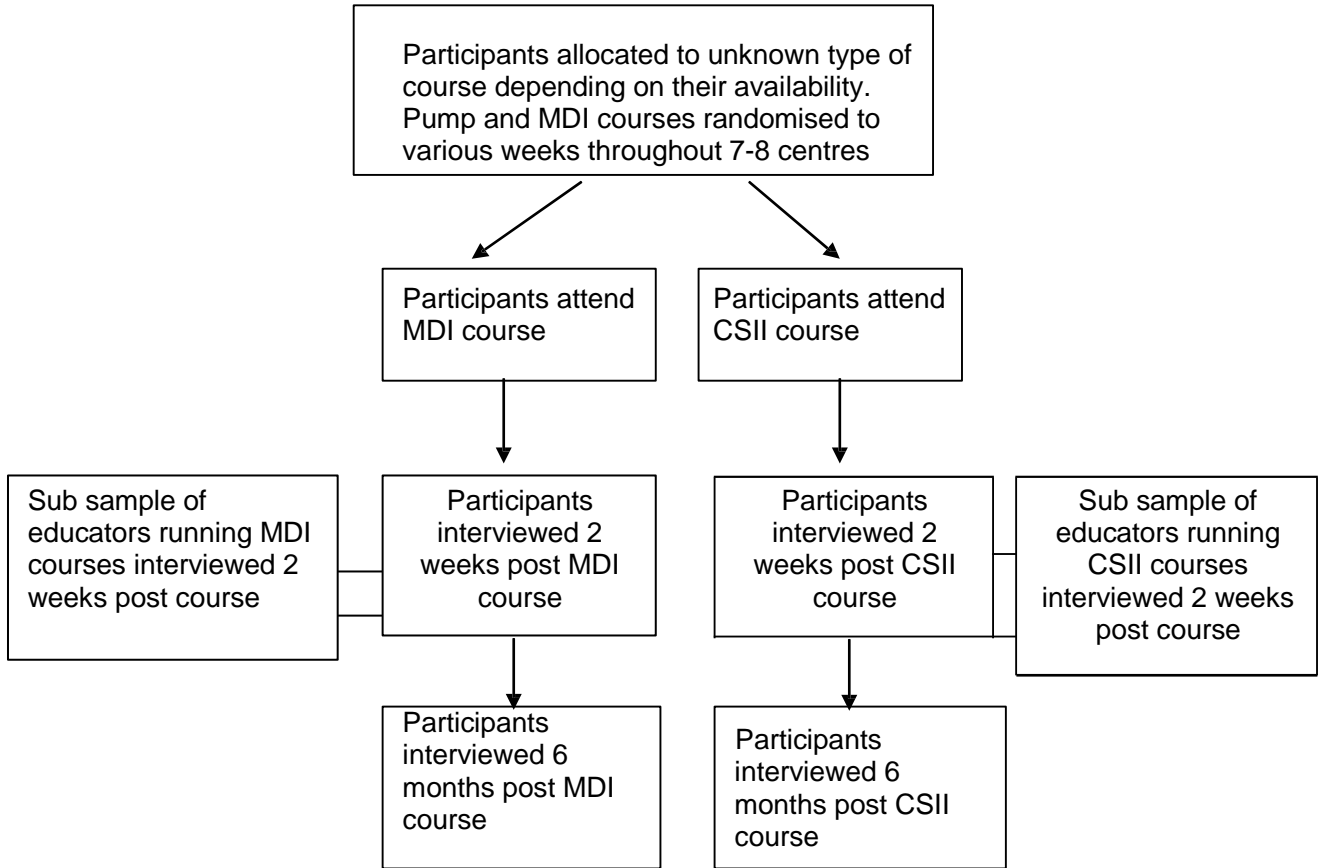 Participants allocated to unknown type of
course depending on their availability.
Pump and MDI courses randomised to
various weeks throughout 7-8 centres
Participants attend
MDI course
Participants attend
CSII course
Sub sample of
educators running MDI
courses interviewed 2
weeks post course
Participants
interviewed 2
weeks post MDI
course
Participants
interviewed 2
weeks post CSII
course
Sub sample of
educators running
CSII courses
interviewed 2 weeks
post course
Participants
interviewed 6
months post MDI
course
Participants
interviewed 6
months post CSII
course